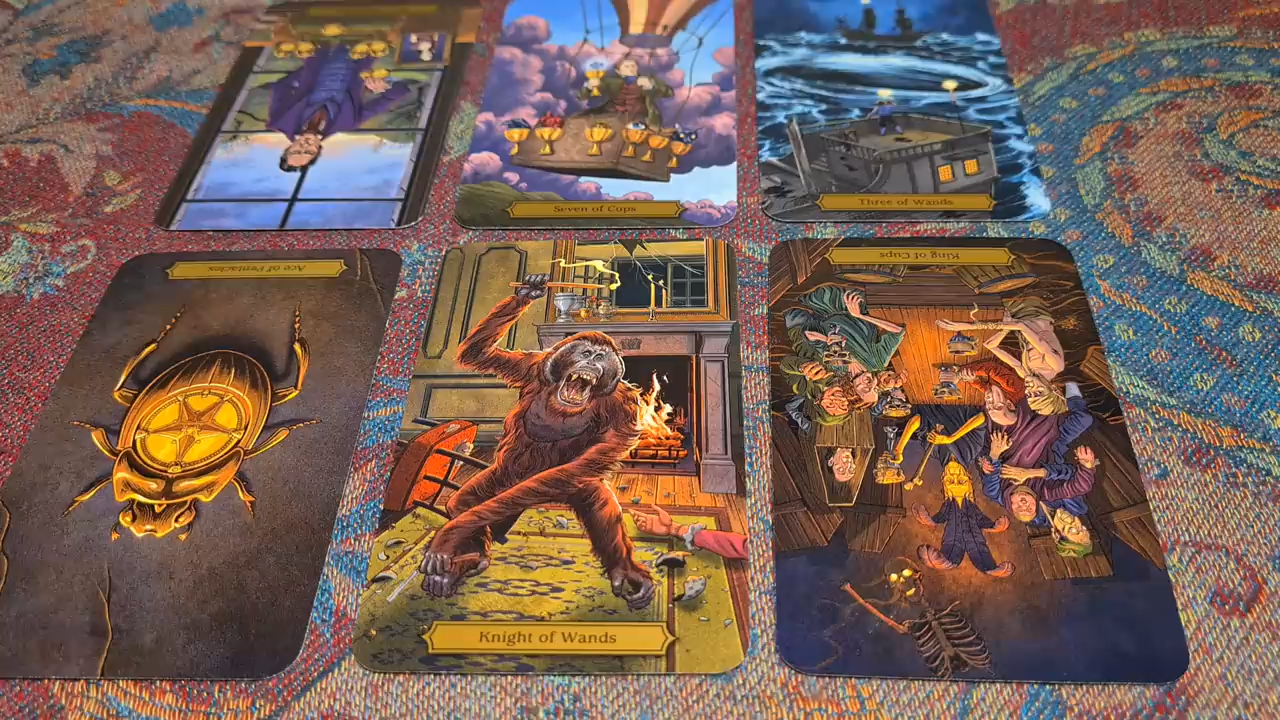 Seven of Cups
Three of Wands
Ace of Pentacles
King of Cups
Knight of Wands